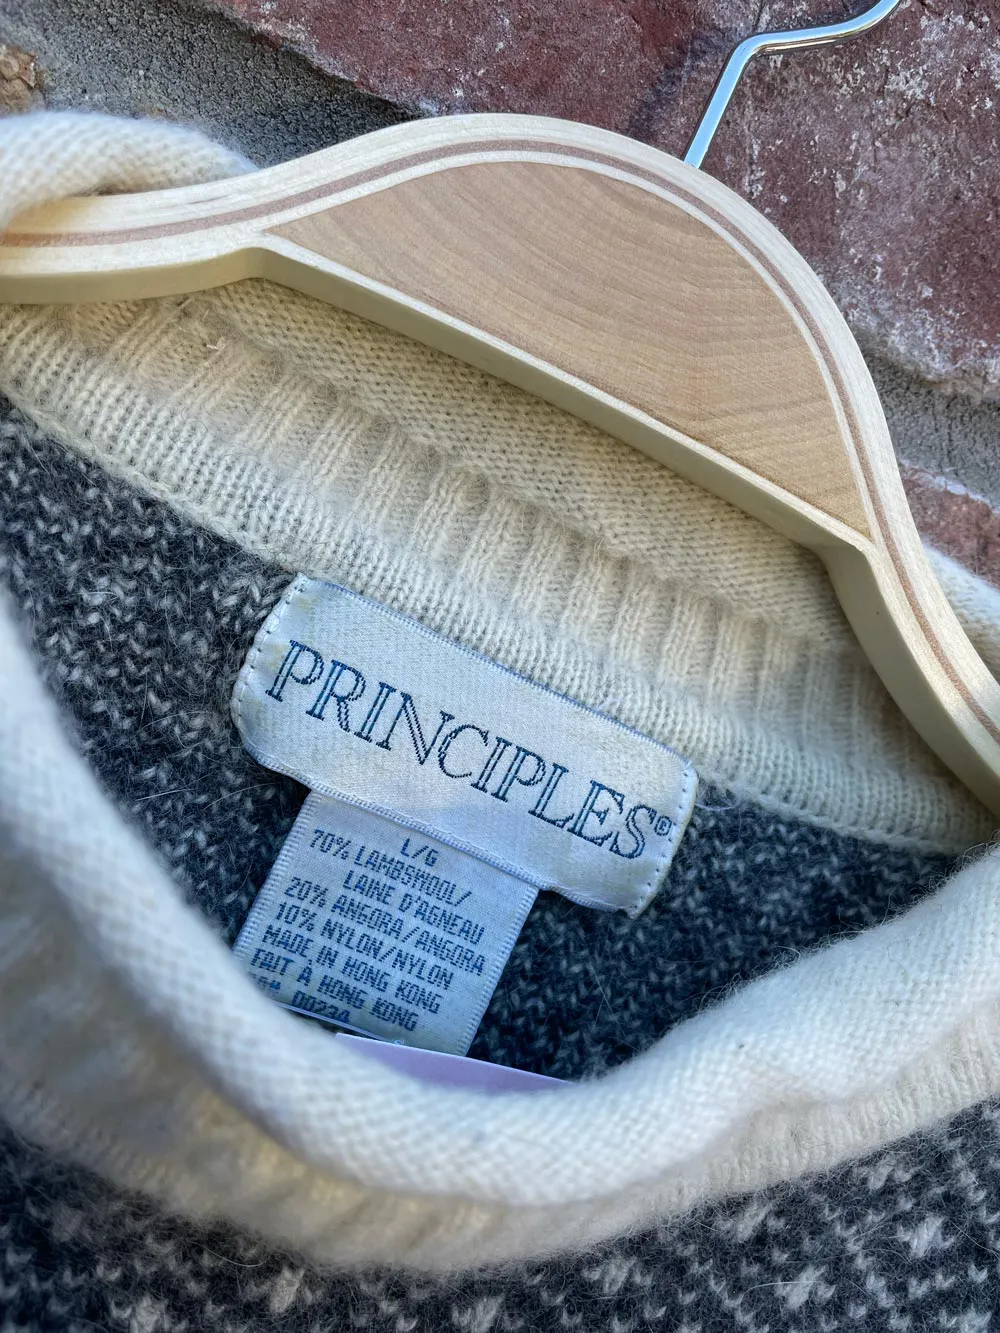 PRINCIPLES®
L/G
70% LAMBSWOOL/
LAINE D'AGNEAU
20% ANGORA/ANGORA
10% NYLON/NYLON
MADE IN HONG KONG
FAIT À HONG KONG
00234